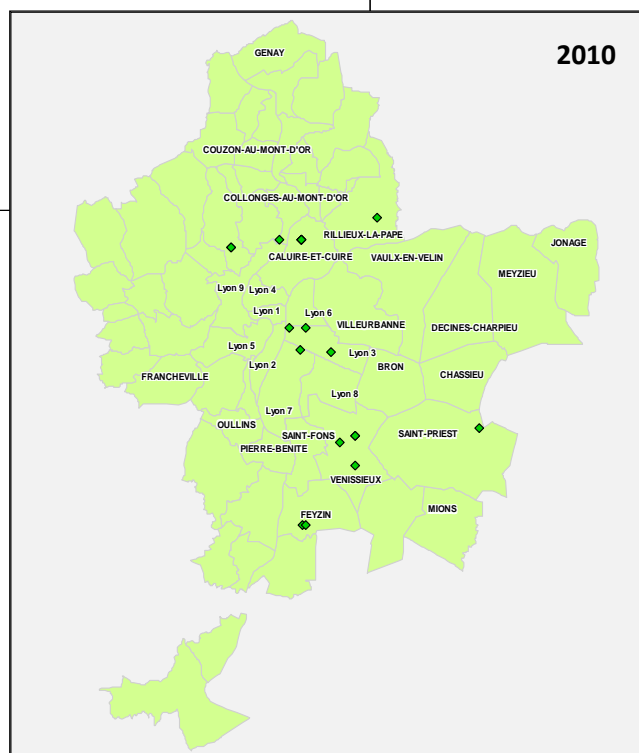 2010
GENAY
COUZON-AU-MONT-D'OR
COLLONGES-AU-MONT-D'OR
RILLIEUX-LA-PAPE
JONAGE
CALUIRE-ET-CUIRE
VAULX-EN-VELIN
MEYZIEU
Lyon 9
Lyon 4
Lyon 1
Lyon 6
VILLEURBANNE
DECINES-CHARPIEU
Lyon 5
Lyon 3
Lyon 2
BRON
FRANCHEVILLE
CHASSIEU
Lyon 8
Lyon 7
OULLINS
SAINT-FONS
SAINT-PRIEST
PIERRE-BENITE
VENISSIEUX
MIONS
FEYZIN